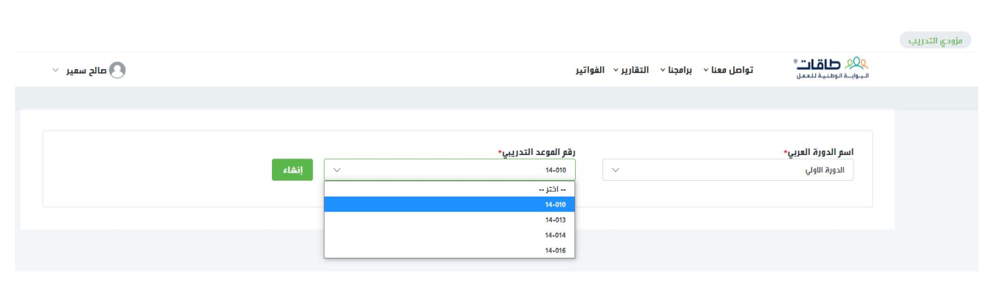 مزودي التدريب
طاقات®
البوابة الوطنية للعمل
تواصل معنا برامجنا التقارير الفواتير
صالح سمير
اسم الدورة العربي*
الدورة الاولي
رقم الموعد التدريبي*
14-010
-- اختر --
14-010
14-013
14-014
14-016
إنشاء